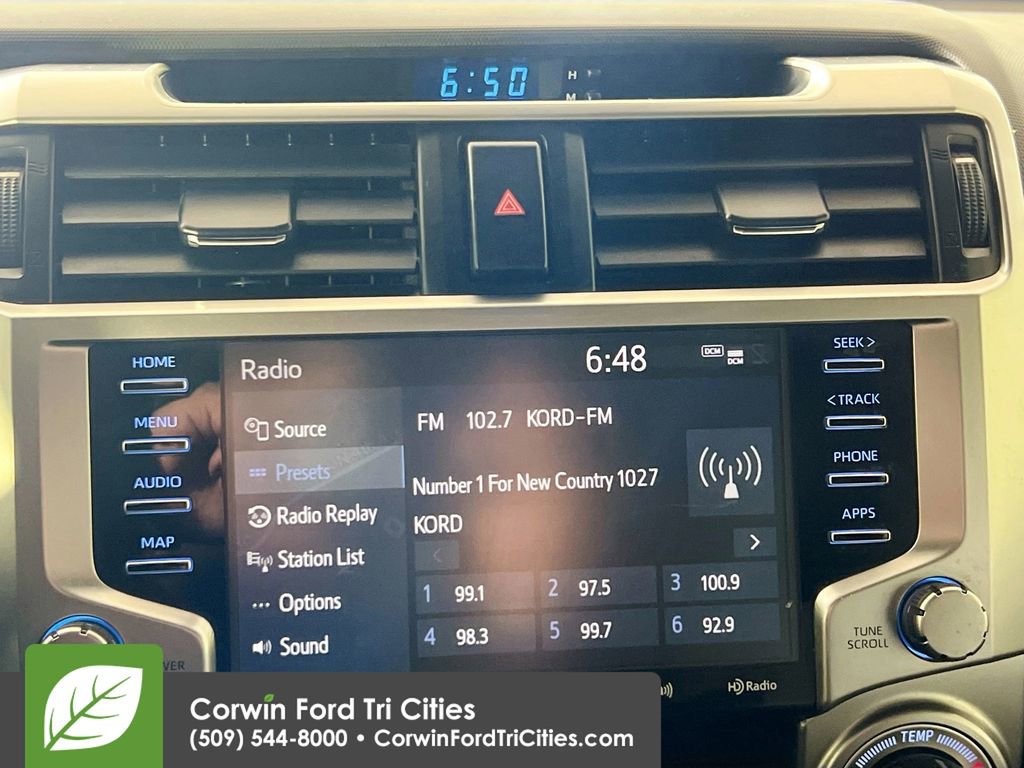 6:50
H
M
HOME
MENU
AUDIO
MAP
Radio
6:48
DCM
DCM
Source
Presets
Radio Replay
Station List
Options
Sound
FM 102.7 KORD-FM
Number 1 For New Country 1027
KORD
<
>
1 99.1
2 97.5
3 100.9
4 98.3
5 99.7
6 92.9
SEEK >
< TRACK
PHONE
APPS
TUNE
SCROLL
HD Radio
TEMP
Corwin Ford Tri Cities
(509) 544-8000 • CorwinFordTriCities.com